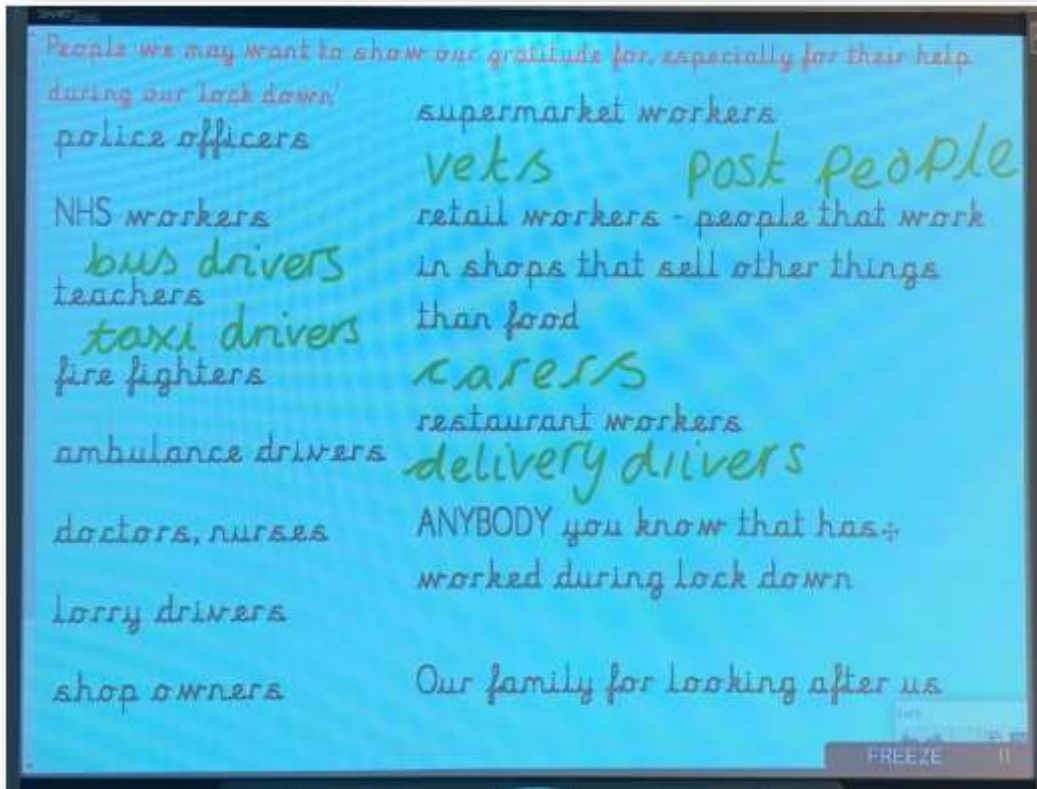 People we may want to show our gratitude for, especially for their help
during our 'lock down'
police officers
NHS workers
bus drivers
teachers
taxi drivers
fire fighters
ambulance drivers
doctors, nurses
lorry drivers
shop owners
supermarket workers
vets post people
retail workers - people that work
in shops that sell other things
than food
carers
restaurant workers
delivery drivers
ANYBODY you know that has
worked during lock down
Our family for looking after us
FREEZE